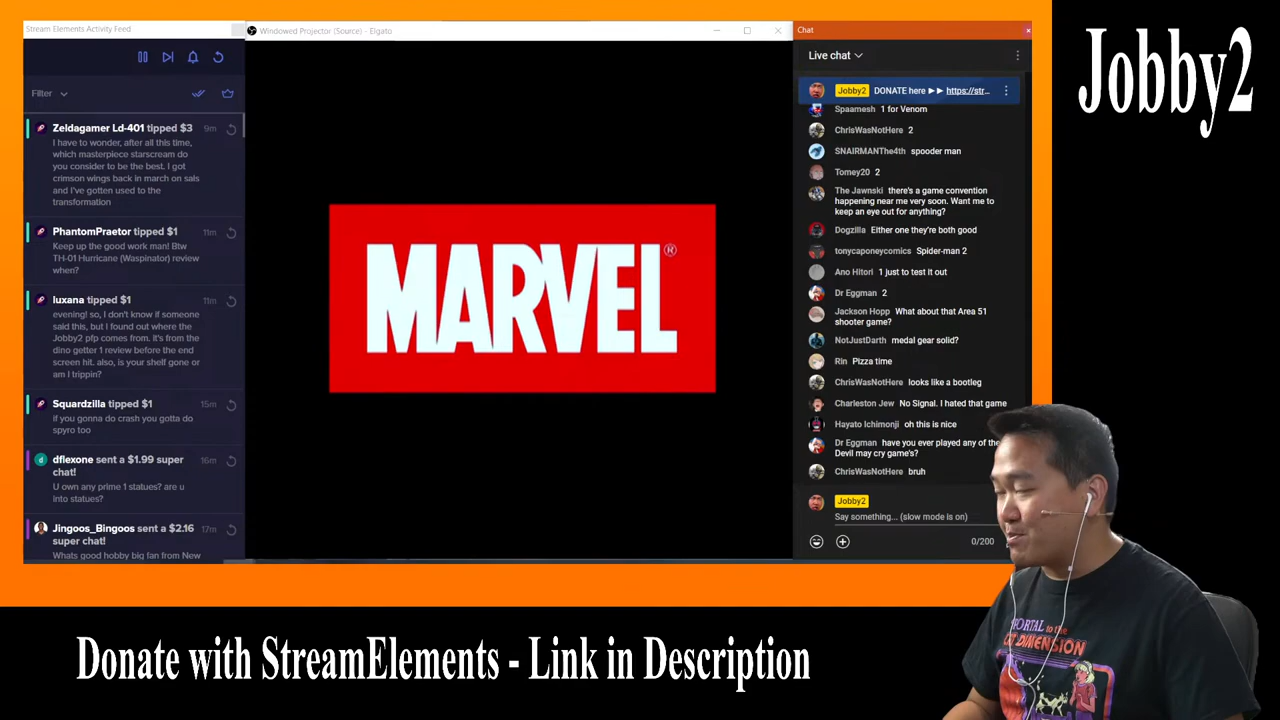 Stream Elements Activity Feed
Filter
Zeldagamer Ld-401 tipped $3
9m
I have to wonder, after all this time,
which masterpiece starscream do
you consider to be the best. I got
crimson wings back in march on sals
and I've gotten used to the
transformation
PhantomPraetor tipped $1
11m
Keep up the good work man! Btw
TH-01 Hurricane (Waspinator) review
when?
luxana tipped $1
11m
evening! so, I don't know if someone
said this, but I found out where the
Jobby2 pfp comes from. it's from the
dino getter 1 review before the end
screen hit. also, is your shelf gone or
am I trippin?
Squardzilla tipped $1
15m
if you gonna do crash you gotta do
spyro too
dflexone sent a $1.99 super
chat!
16m
U own any prime 1 statues? are u
into statues?
Jingoos_Bingoos sent a $2.16
super chat!
17m
Whats good hobby big fan from New
Windowed Projector (Source) - Elgato
MARVEL®
Chat
Live chat
Jobby2 DONATE here ►► https://str...
Spaamesh 1 for Venom
ChrisWasNotHere 2
SNAIRMANThe4th spooder man
Tomey20 2
The Jawnski there's a game convention
happening near me very soon. Want me to
keep an eye out for anything?
Dogzilla Either one they're both good
tonycaponeycomics Spider-man 2
Ano Hitori 1 just to test it out
Dr Eggman 2
Jackson Hopp What about that Area 51
shooter game?
NotJustDarth medal gear solid?
Rin Pizza time
ChrisWasNotHere looks like a bootleg
Charleston Jew No Signal. I hated that game
Hayato Ichimonji oh this is nice
Dr Eggman have you ever played any of the
Devil may cry game's?
ChrisWasNotHere bruh
Jobby2
Say something... (slow mode is on)
0/200
Jobby2
Donate with StreamElements - Link in Description